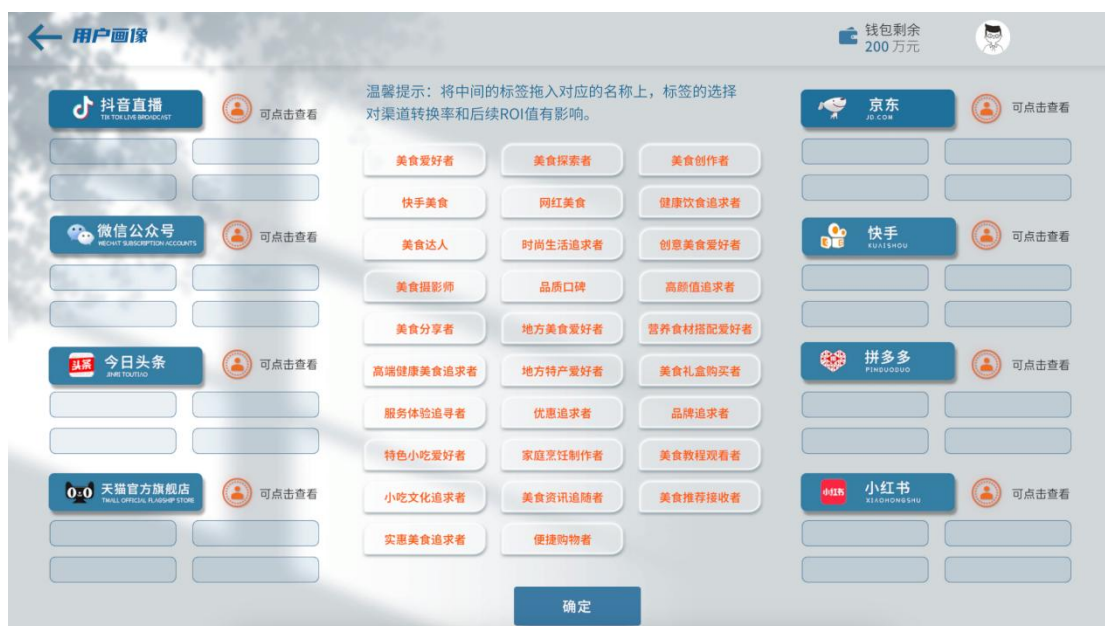 用户画像
钱包剩余
200 万元
温馨提示：将中间的标签拖入对应的名称上，标签的选择
对渠道转换率和后续ROI值有影响。
抖音直播
TIK TOK LIVE BROADCAST
可点击查看
微信公众号
WECHAT SUBSCRIPTION ACCOUNTS
可点击查看
头条
今日头条
JINRI TOUTIAO
可点击查看
天猫官方旗舰店
TMALL OFFICIAL FLAGSHIP STORE
可点击查看
美食爱好者
美食探索者
美食创作者
快手美食
网红美食
健康饮食追求者
美食达人
时尚生活追求者
创意美食爱好者
美食摄影师
品质口碑
高颜值追求者
美食分享者
地方美食爱好者
营养食材搭配爱好者
高端健康美食追求者
地方特产爱好者
美食礼盒购买者
服务体验追寻者
优惠追求者
品牌追求者
特色小吃爱好者
家庭烹饪制作者
美食教程观看者
小吃文化追求者
美食资讯追随者
美食推荐接收者
实惠美食追求者
便捷购物者
京东
JD.COM
可点击查看
快手
KUAISHOU
可点击查看
拼多多
PINDUODUO
可点击查看
小红书
小红书
XIAOHONGSHU
可点击查看
确定